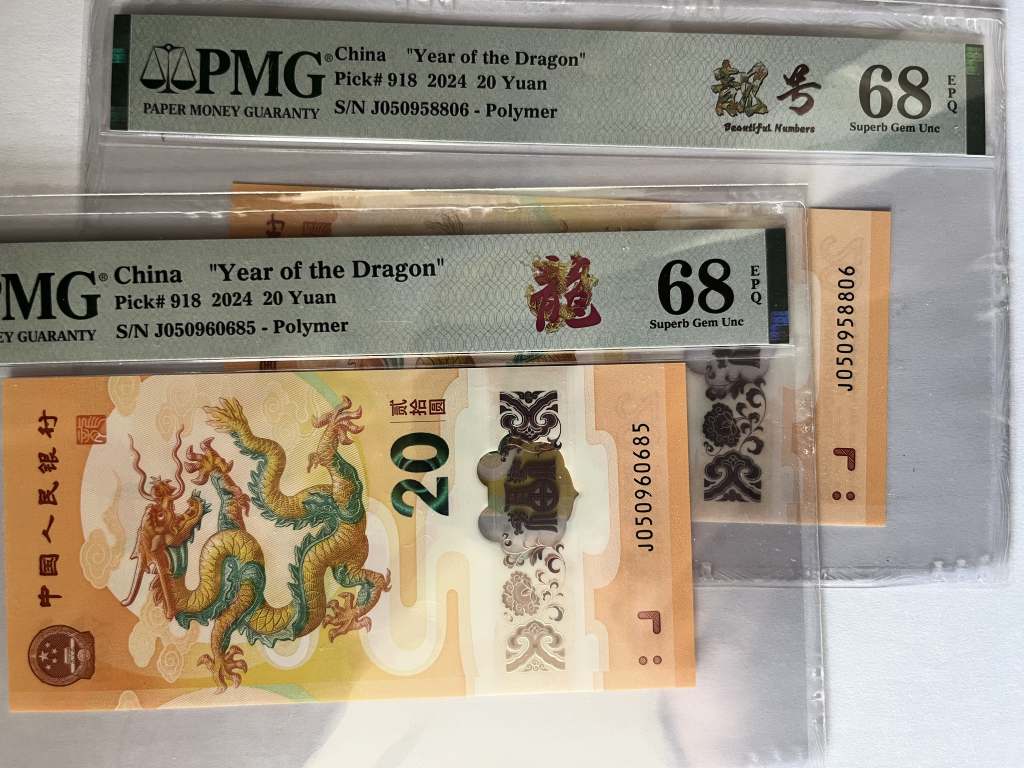 PMG®
PAPER MONEY GUARANTY
China "Year of the Dragon"
Pick# 918 2024 20 Yuan
S/N J050958806 - Polymer
靓号
Beautiful Numbers
68
EPQ
Superb Gem Unc
J050958806
PMG®
GUARANTY
China "Year of the Dragon"
Pick# 918 2024 20 Yuan
S/N J050960685 - Polymer
龍
68
EPQ
Superb Gem Unc
中国人民银行
贰拾圆
20
J050960685